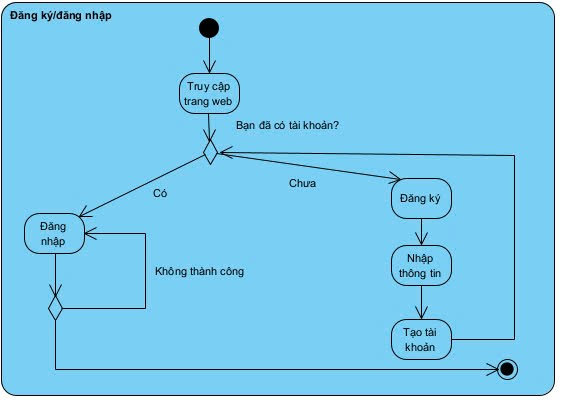 Đăng ký/đăng nhập
Truy cập
trang web
Bạn đã có tài khoản?
Có
Chưa
Đăng ký
Đăng
nhập
Không thành công
Nhập
thông tin
Tạo tài
khoản